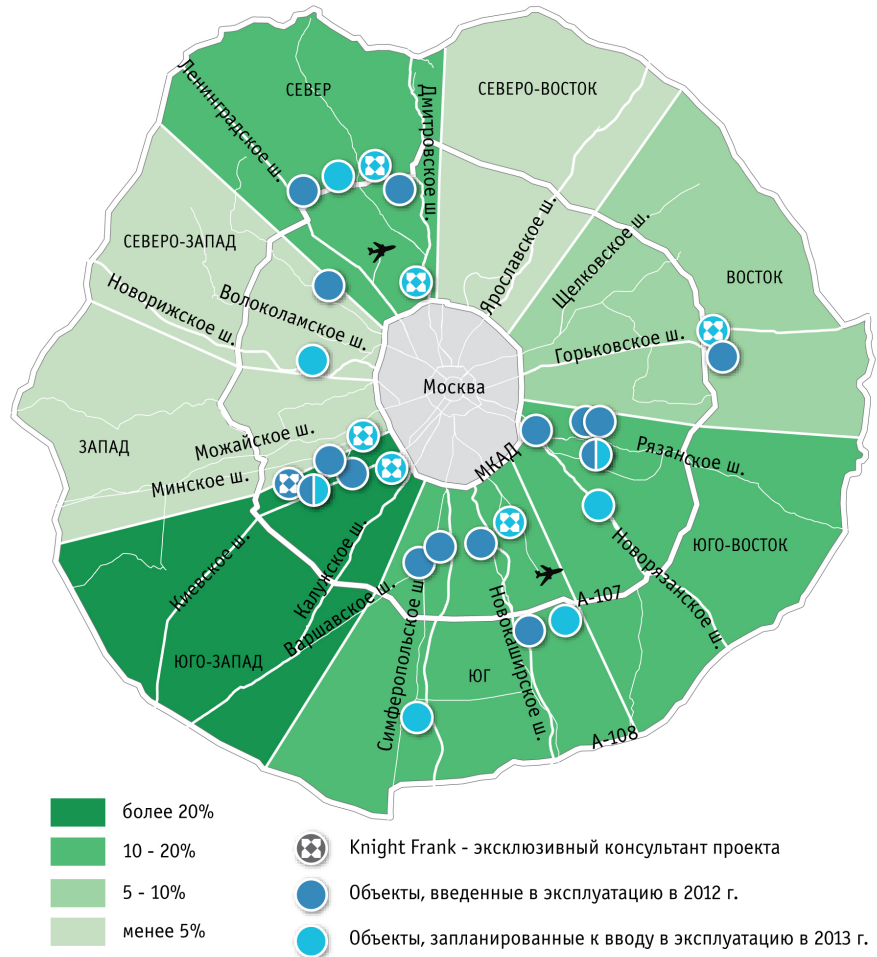 СЕВЕР
СЕВЕРО-ВОСТОК
Ленинградское ш.
Дмитровское ш.
Ярославское ш.
Щелковское ш.
СЕВЕРО-ЗАПАД
ВОСТОК
Новорижское ш.
Волоколамское ш.
Горьковское ш.
Москва
ЗАПАД
Можайское ш.
Минское ш.
МКАД
Рязанское ш.
Киевское ш.
Калужское ш.
Варшавское ш.
Симферопольское ш
Новокаширское ш.
Новорязанское ш.
ЮГО-ВОСТОК
А-107
ЮГО-ЗАПАД
ЮГ
А-108
более 20%
10 - 20%
5 - 10%
менее 5%
Knight Frank - эксклюзивный консультант проекта
Объекты, введенные в эксплуатацию в 2012 г.
Объекты, запланированные к вводу в эксплуатацию в 2013 г.